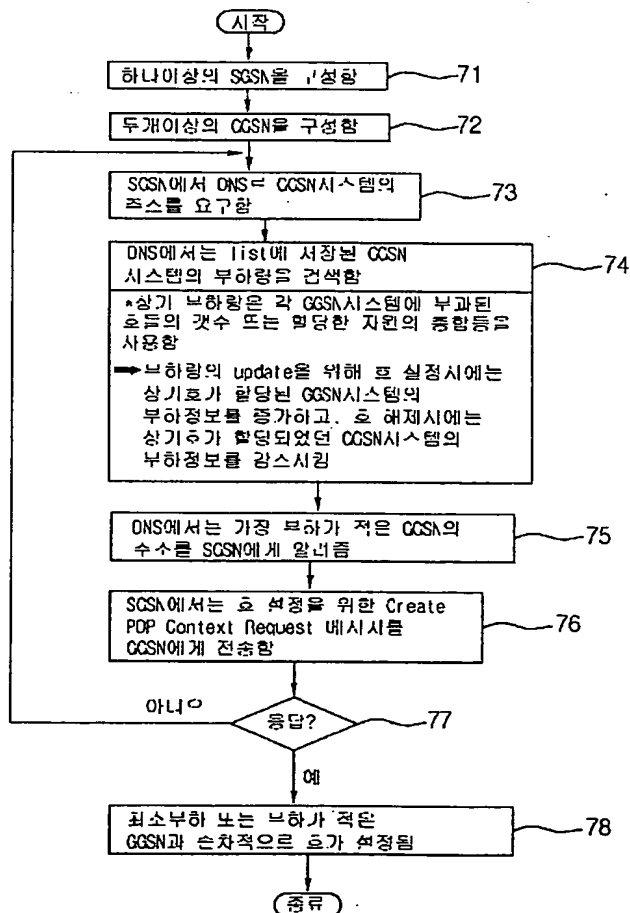 시작
하나이상의 SGSN을 구성함
71
두개이상의 GGSN을 구성함
72
SGSN에서 DNS로 GGSN시스템의
주소를 요구함
73
DNS에서는 list에 저장된 GGSN
시스템의 부하량을 검색함
74
*상기 부하량은 각 GGSN시스템에 부과된
호들의 갯수 또는 할당한 자원의 총합등을
사용함
➡부하량의 update을 위해 호 설정시에는
상기호가 할당된 GGSN시스템의
부하정보를 증가하고, 호 해제시에는
상기호가 할당되었던 GGSN시스템의
부하정보를 감소시킴
DNS에서는 가장 부하가 적은 GGSN의
주소를 SGSN에게 알려줌
75
SGSN에서는 호 설정을 위한 Create
PDP Context Request 메시지를
GGSN에게 전송함
76
아니오
응답?
77
예
최소부하 또는 부하가 적은
GGSN과 순차적으로 호가 설정됨
78
종료